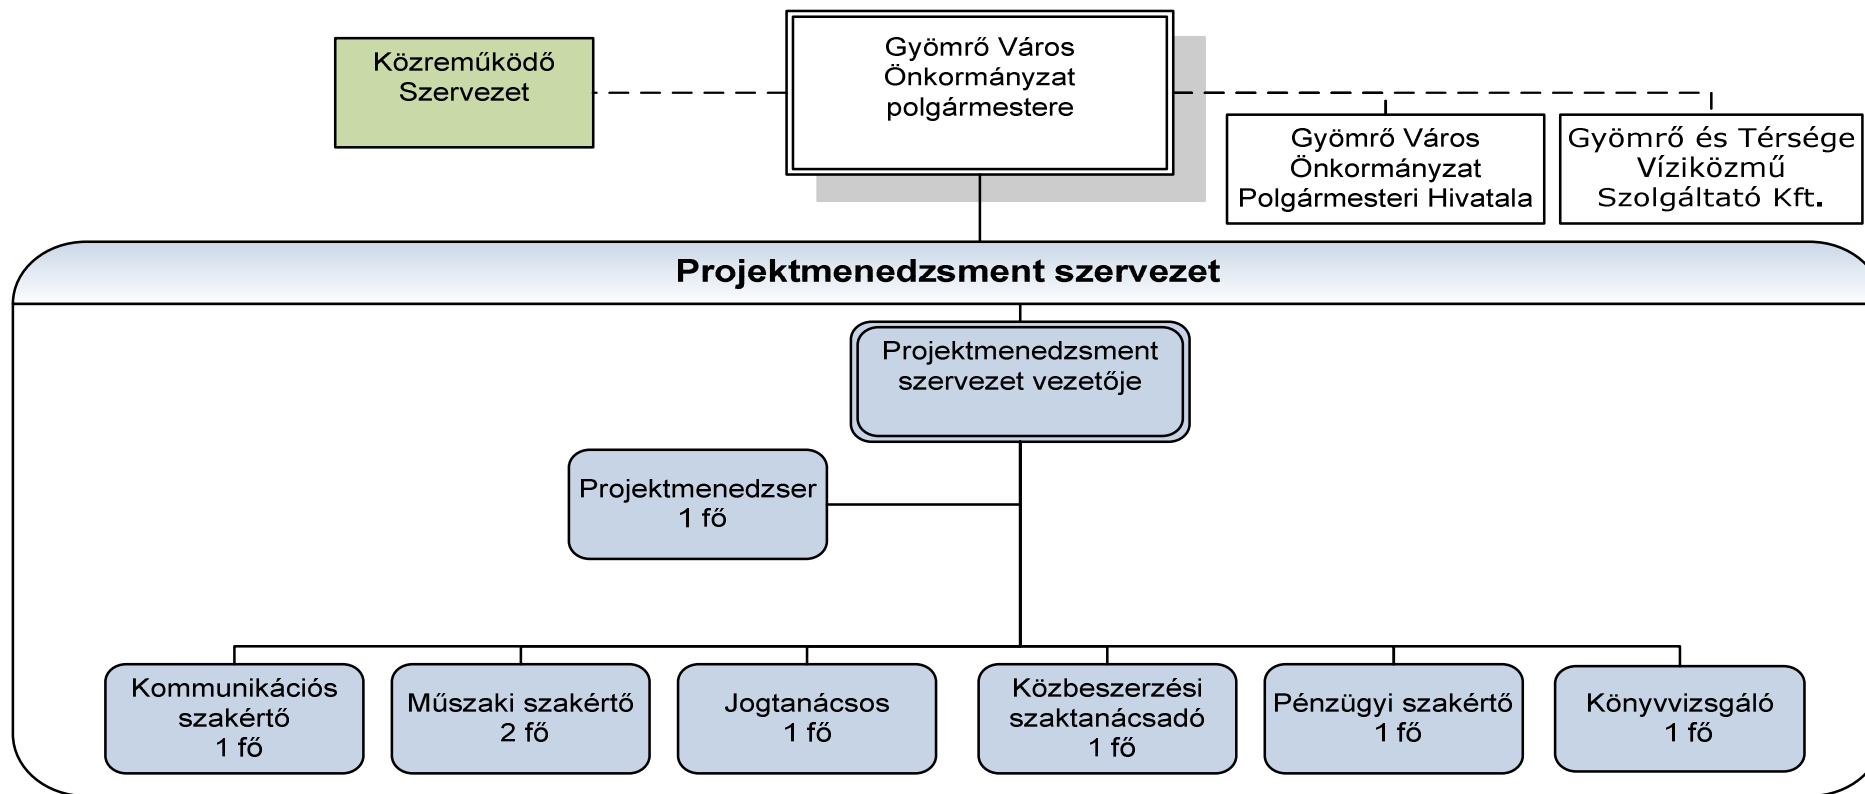 Közreműködő
Szervezet
Gyömrő Város
Önkormányzat
polgármestere
Gyömrő Város
Önkormányzat
Polgármesteri Hivatala
Gyömrő és Térsége
Víziközmű
Szolgáltató Kft.
Projektmenedzsment szervezet
Projektmenedzsment
szervezet vezetője
Projektmenedzser
1 fő
Kommunikációs
szakértő
1 fő
Műszaki szakértő
2 fő
Jogtanácsos
1 fő
Közbeszerzési
szaktanácsadó
1 fő
Pénzügyi szakértő
1 fő
Könyvvizsgáló
1 fő